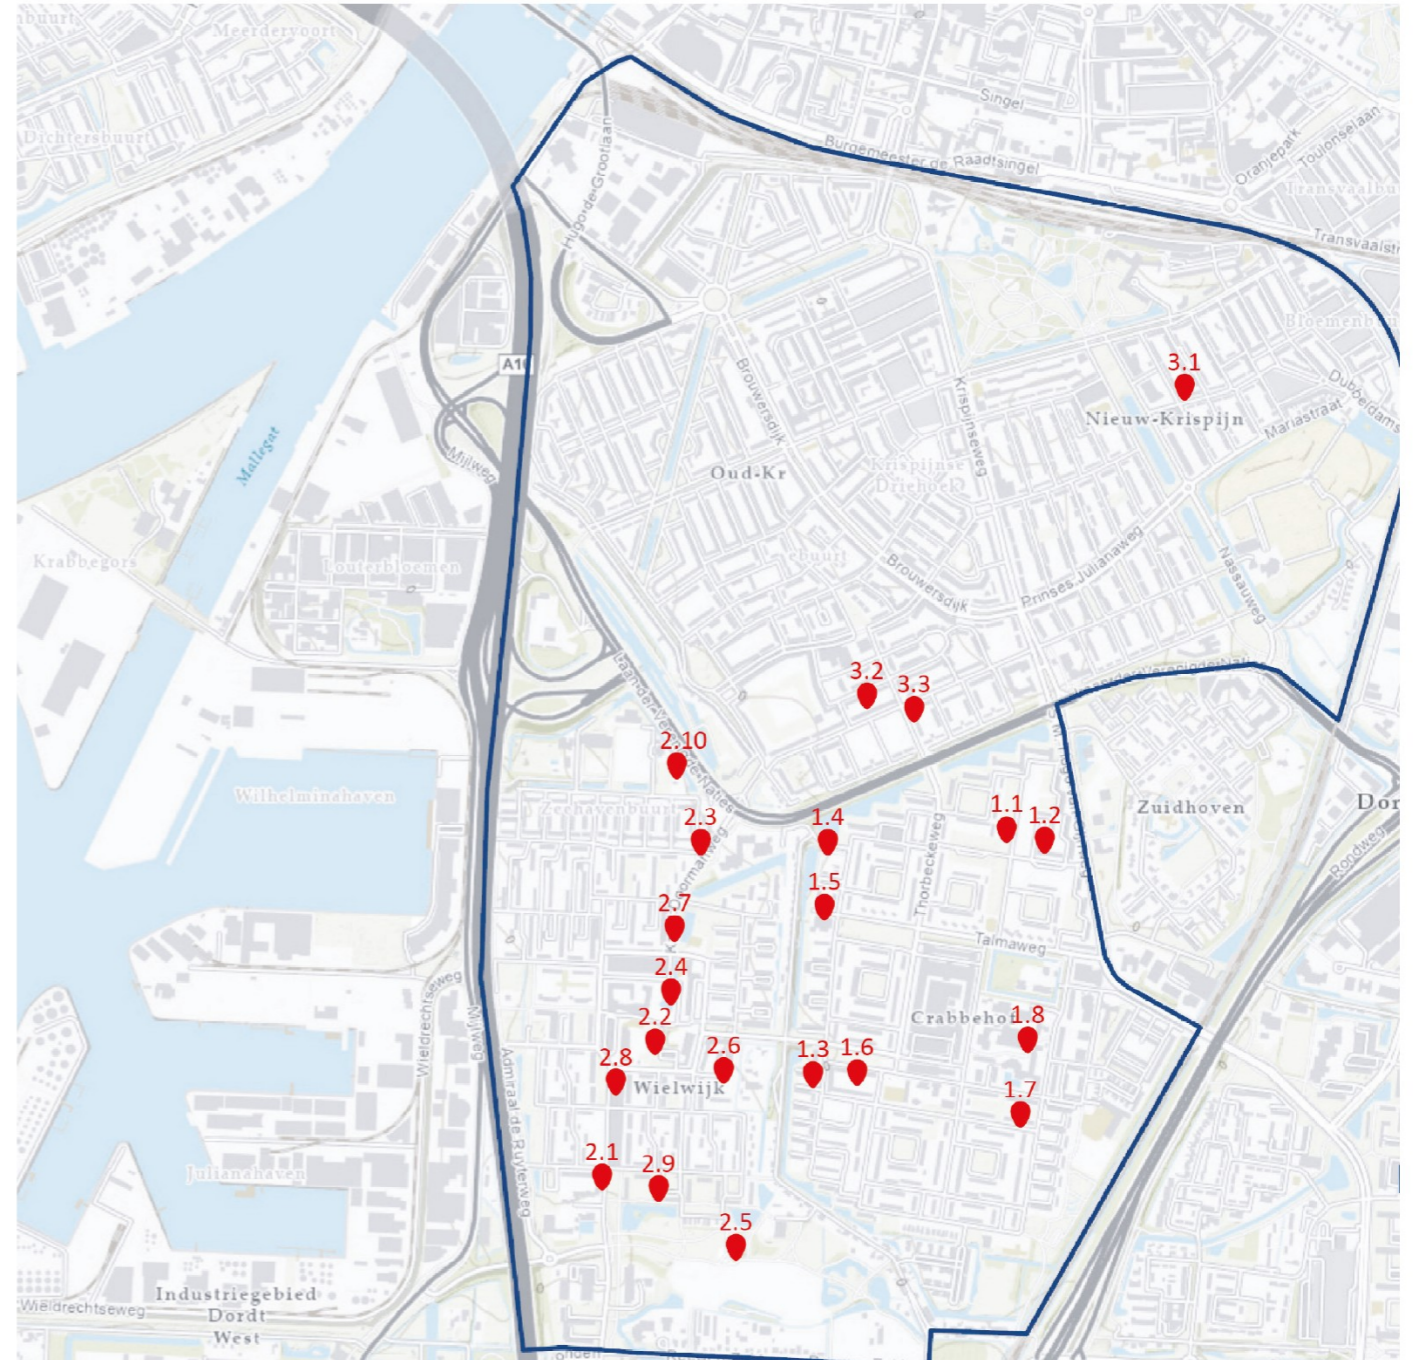 Meerdervoort
Dichtersbuurt
Singel
Burgemeester de Raadtsingel
Oranjepark
Toulonselaan
Hugo de Grootlaan
A16
Mijlweg
Mallegat
Krabbegors
Louterbloemen
Brouwersdijk
Krispijnseweg
Oud-Kr
Krispijnse
Driehoek
3.1
Nieuw-Krispijn
Mariastraat
Brouwersdijk
Prinses Julianaweg
Nassauweg
3.2
3.3
2.10
Wilhelminahaven
Zeehavenbuurt
2.3
1.4
1.1
1.2
Zuidhoven
Dor
Rondweg
Thorbeckeweg
1.5
2.7
Talmaweg
2.4
Wieldrechtseweg
Mijlweg
Crabbehof
1.8
2.2
2.6
1.3
1.6
2.8
Wielwijk
1.7
Admiraal de Ruyterweg
2.1
2.9
Julianahaven
2.5
Industriegebied
Dordt
West
Wieldrechtseweg